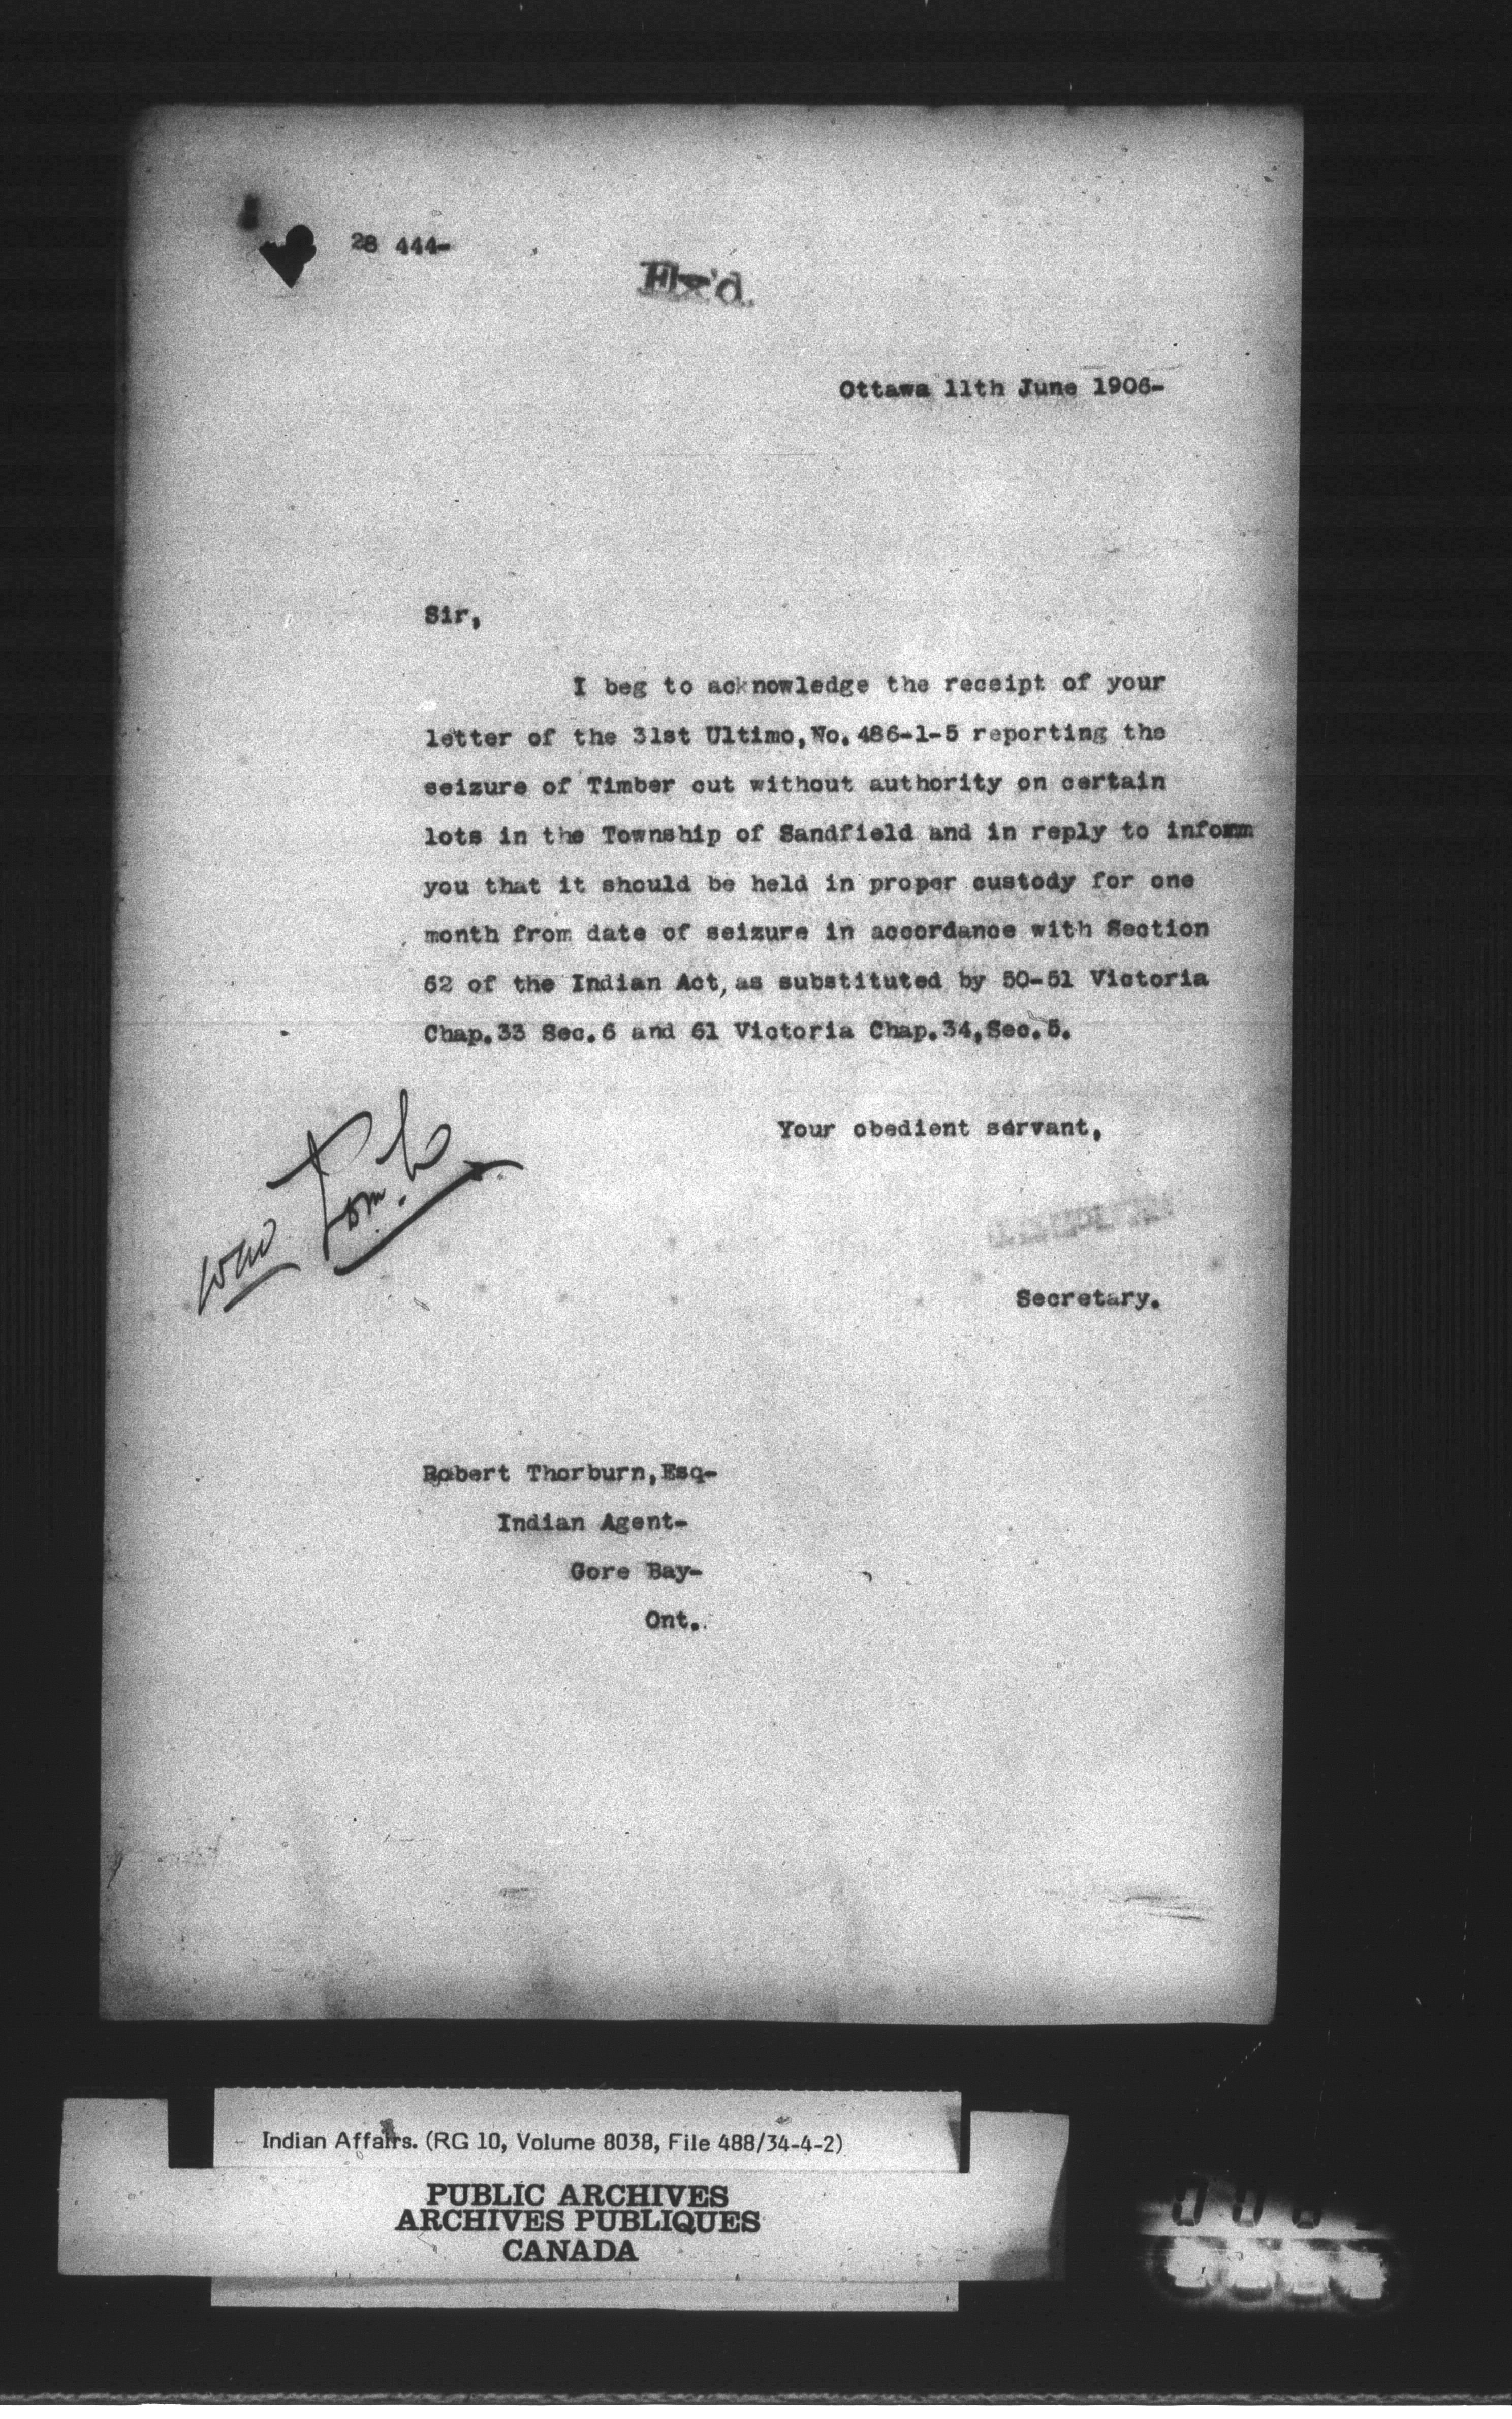 28 444-
Ex'd.
Ottawa 11th June 1906-
Sir,
I beg to acknowledge the receipt of your
letter of the 31st Ultimo, No. 486-1-5 reporting the
seizure of Timber cut without authority on certain
lots in the Township of Sandfield and in reply to inform
you that it should be held in proper custody for one
month from date of seizure in accordance with Section
62 of the Indian Act, as substituted by 50-51 Victoria
Chap. 33 Sec. 6 and 61 Victoria Chap. 34, Sec. 5.
Your obedient servant,
Secretary.
Robert Thorburn, Esq-
Indian Agent-
Gore Bay-
Ont.
Indian Affairs. (RG 10, Volume 8038, File 488/34-4-2)
PUBLIC ARCHIVES
ARCHIVES PUBLIQUES
CANADA